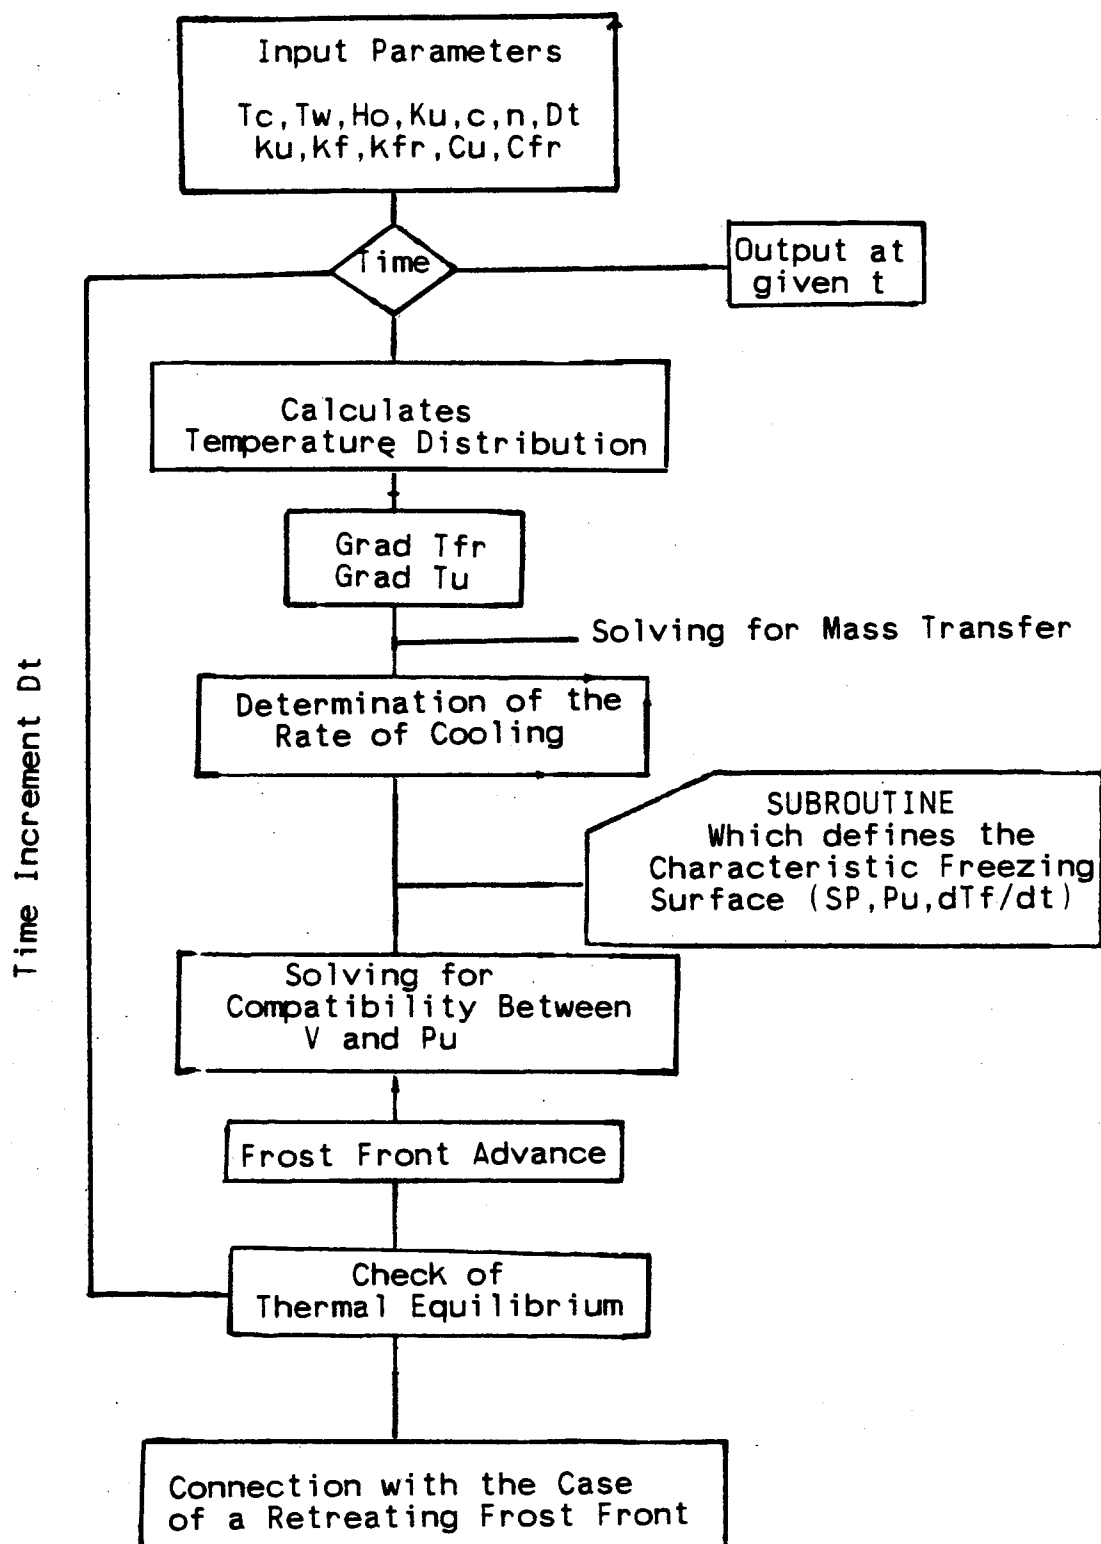 Input Parameters
Tc,Tw,Ho,Ku,c,n,Dt
ku,kf,kfr,Cu,Cfr
Time
Output at
given t
Calculates
Temperature Distribution
Grad Tfr
Grad Tu
Solving for Mass Transfer
Determination of the
Rate of Cooling
SUBROUTINE
Which defines the
Characteristic Freezing
Surface (SP,Pu,dTf/dt)
Solving for
Compatibility Between
V and Pu
Frost Front Advance
Check of
Thermal Equilibrium
Connection with the Case
of a Retreating Frost Front
Time Increment Dt